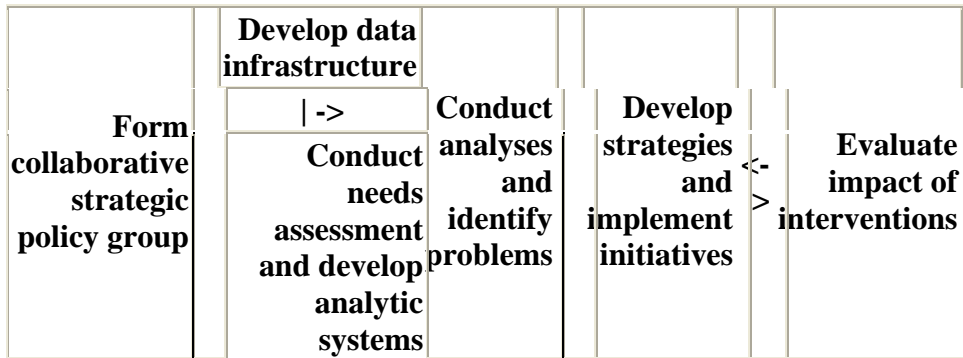 Form
collaborative
strategic
policy group
Develop data
infrastructure
| ->
Conduct
needs
assessment
and develop
analytic
systems
Conduct
analyses
and
identify
problems
Develop
strategies
and
implement
initiatives
<-
>
Evaluate
impact of
interventions